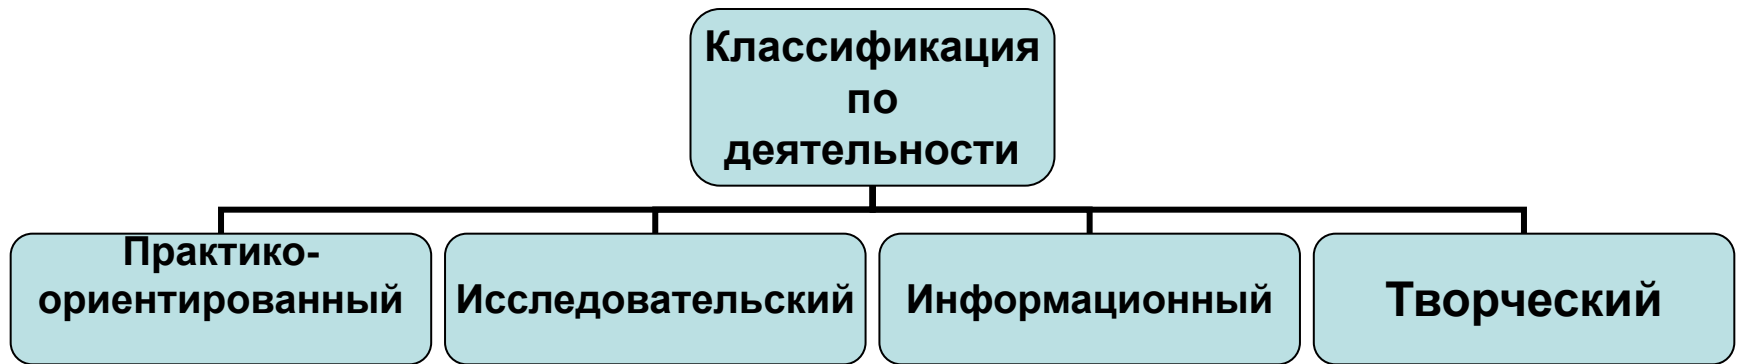 Классификация
по
деятельности
Практико-
ориентированный
Исследовательский
Информационный
Творческий